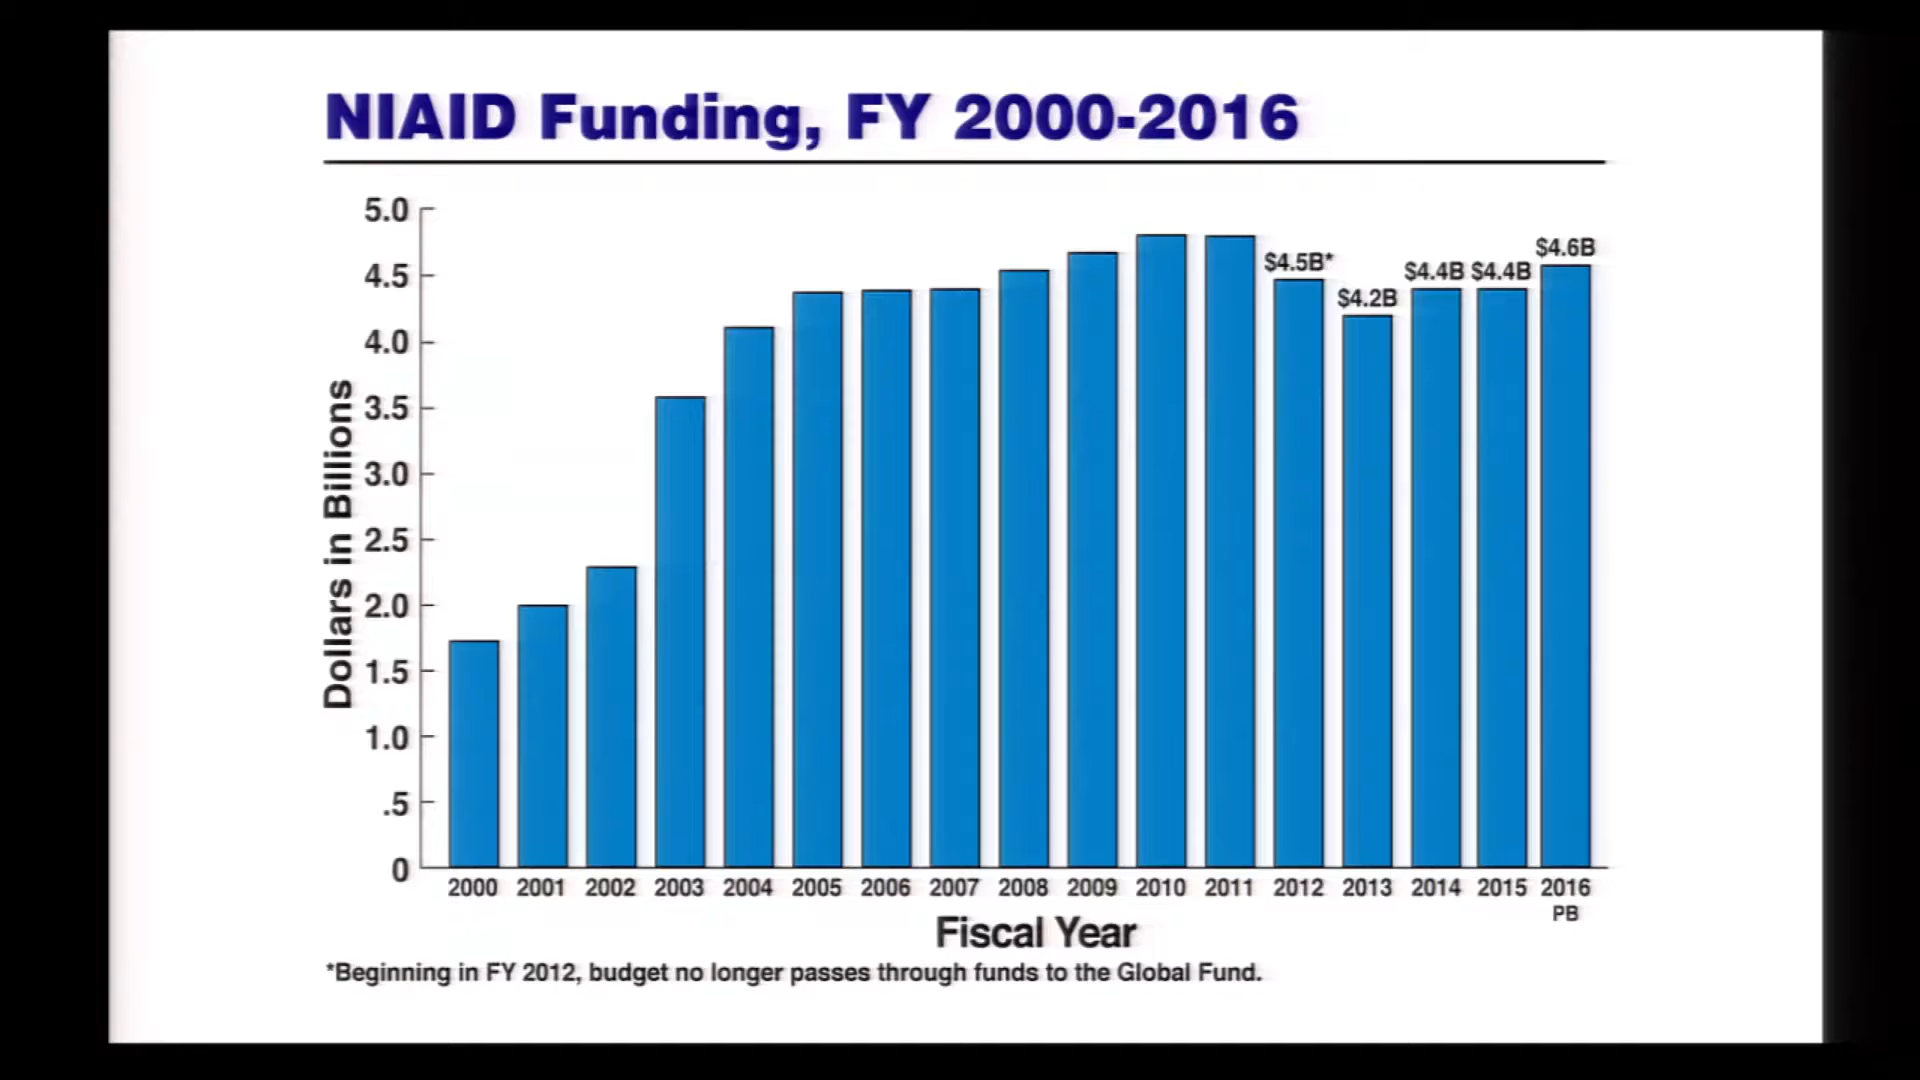 NIAID Funding, FY 2000-2016
Dollars in Billions
5.0
4.5
4.0
3.5
3.0
2.5
2.0
1.5
1.0
.5
0
$4.5B*
$4.2B
$4.4B
$4.4B
$4.6B
2000 2001 2002 2003 2004 2005 2006 2007 2008 2009 2010 2011 2012 2013 2014 2015 2016
PB
Fiscal Year
*Beginning in FY 2012, budget no longer passes through funds to the Global Fund.